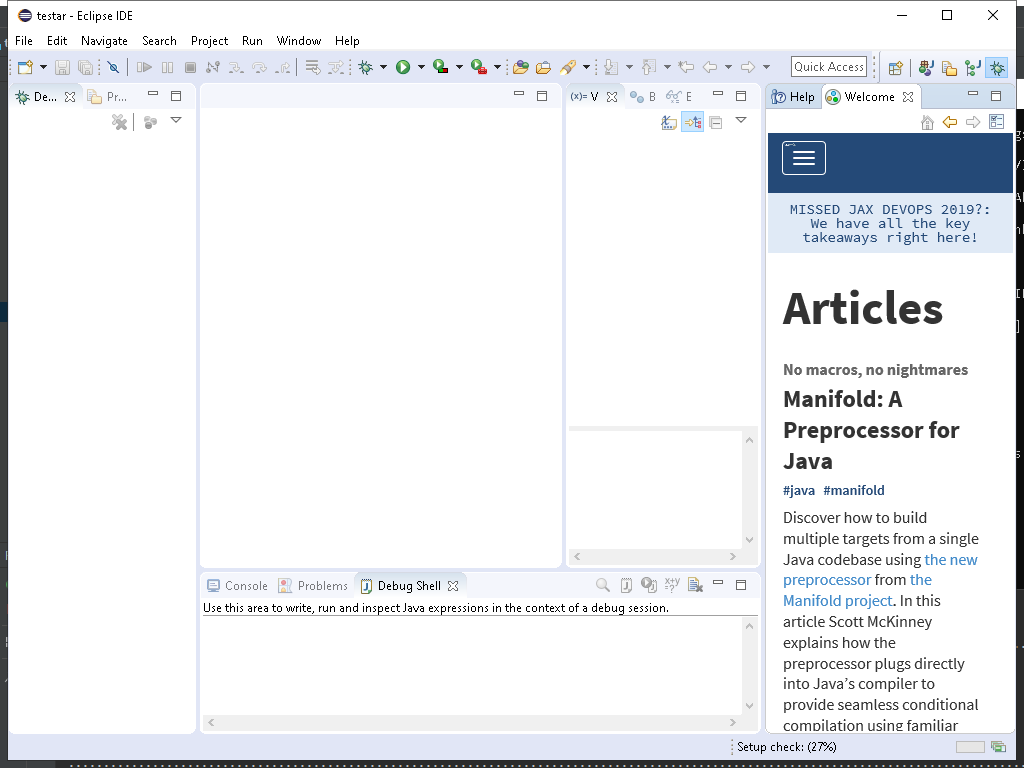 testar - Eclipse IDE
File Edit Navigate Search Project Run Window Help
Quick Access
De...
Pr...
(x)= V
B
E
Help
Welcome
MISSED JAX DEVOPS 2019?:
We have all the key
takeaways right here!
Articles
No macros, no nightmares
Manifold: A
Preprocessor for
Java
#java #manifold
Discover how to build
multiple targets from a single
Java codebase using the new
preprocessor from the
Manifold project. In this
article Scott McKinney
explains how the
preprocessor plugs directly
into Java’s compiler to
provide seamless conditional
compilation using familiar
Console
Problems
Debug Shell
Use this area to write, run and inspect Java expressions in the context of a debug session.
Setup check: (27%)